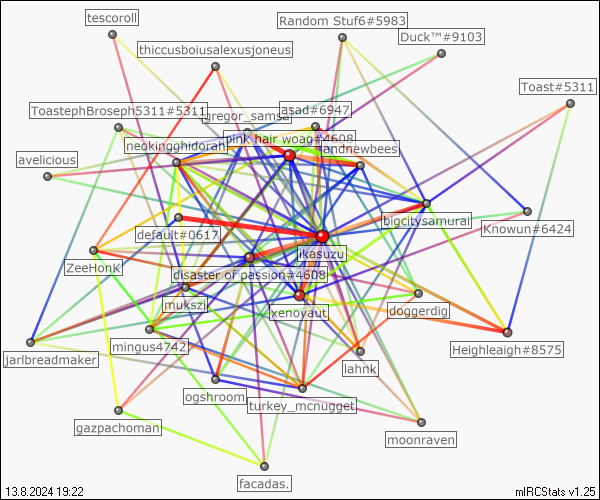 tescoroll
Random Stuf6#5983
Duck™#9103
thiccusboiusalexusjoneus
Toast#5311
ToastephBroseph5311#5311
gregor_samsa
asad#6947
neokingghidorah
pink hair woag#4608
landnewbees
avelicious
default#0617
bigcitysamurai
Knowun#6424
jkasuzu
ZeeHonk
disaster of passion#4608
mukszi
xenoyaut
doggerdig
mingus4742
Heighleaigh#8575
jarlbreadmaker
lahnk
ogshroom
turkey_mcnugget
gazpachoman
moonraven
facadas.
13.8.2024 19:22
mIRCStats v1.25